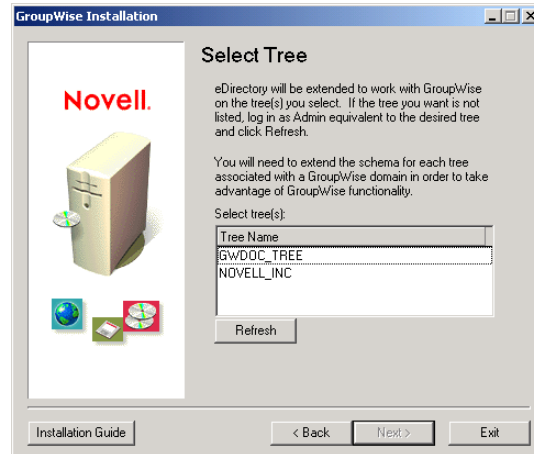 GroupWise Installation
Novell.
Select Tree
eDirectory will be extended to work with GroupWise
on the tree(s) you select. If the tree you want is not
listed, log in as Admin equivalent to the desired tree
and click Refresh.
You will need to extend the schema for each tree
associated with a GroupWise domain in order to take
advantage of GroupWise functionality.
Select tree(s):
Tree Name
GWDOC_TREE
NOVELL_INC
Refresh
Installation Guide
< Back
Next >
Exit